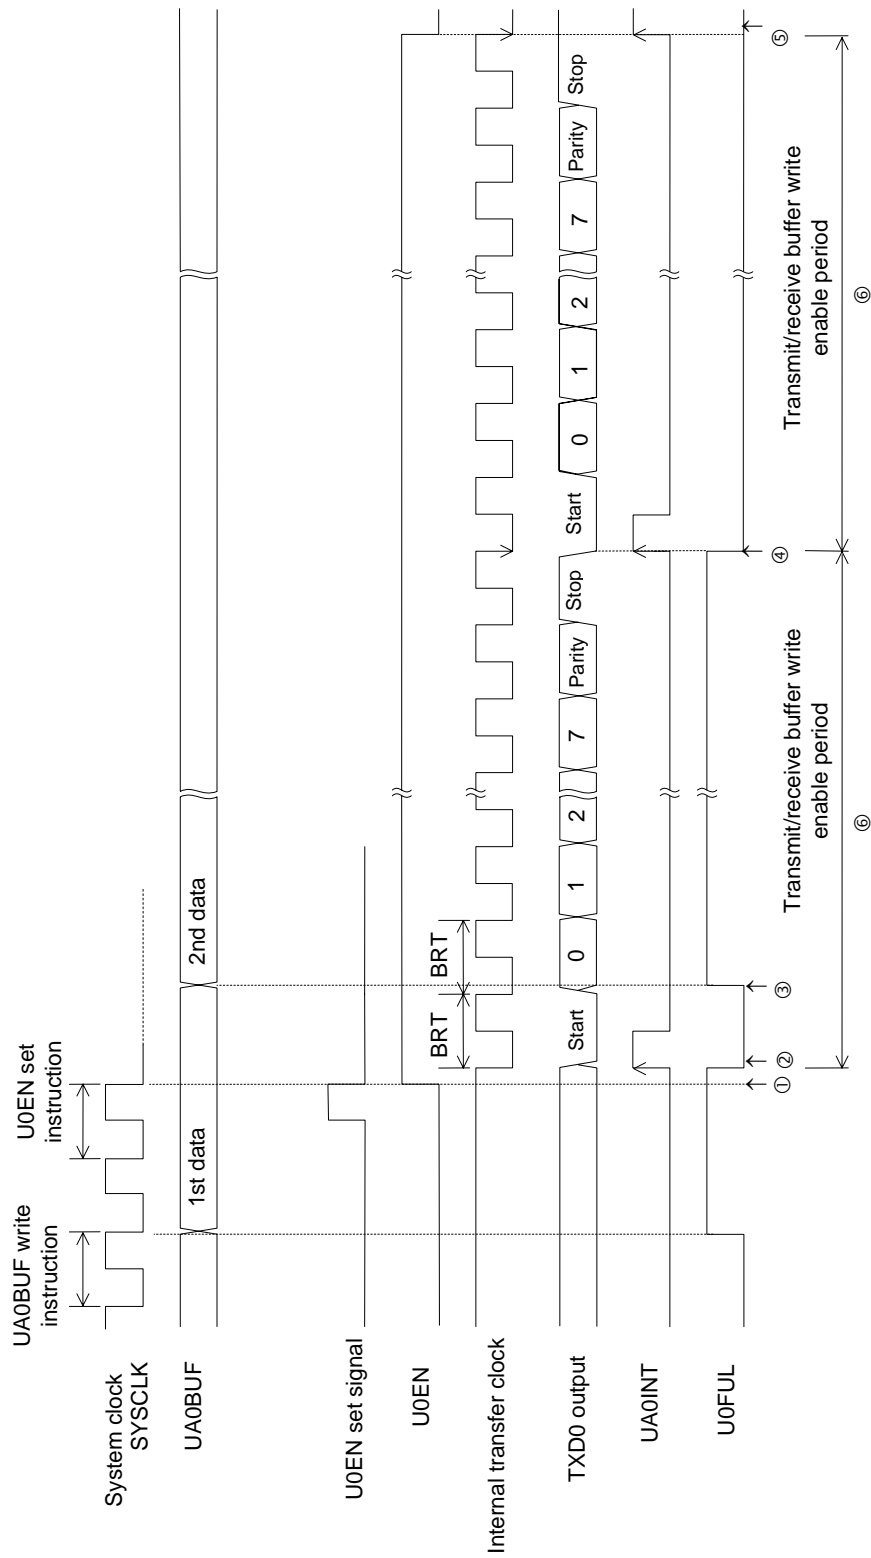 UA0BUF write
instruction
U0EN set
instruction
System clock
SYSCLK
UA0BUF
1st data
2nd data
U0EN set signal
U0EN
BRT
BRT
Internal transfer clock
TXD0 output
Start
0
1
2
7
Parity
Stop
Start
0
1
2
7
Parity
Stop
UA0INT
U0FUL
①
②
③
④
⑤
Transmit/receive buffer write
enable period
Transmit/receive buffer write
enable period
⑥
⑥